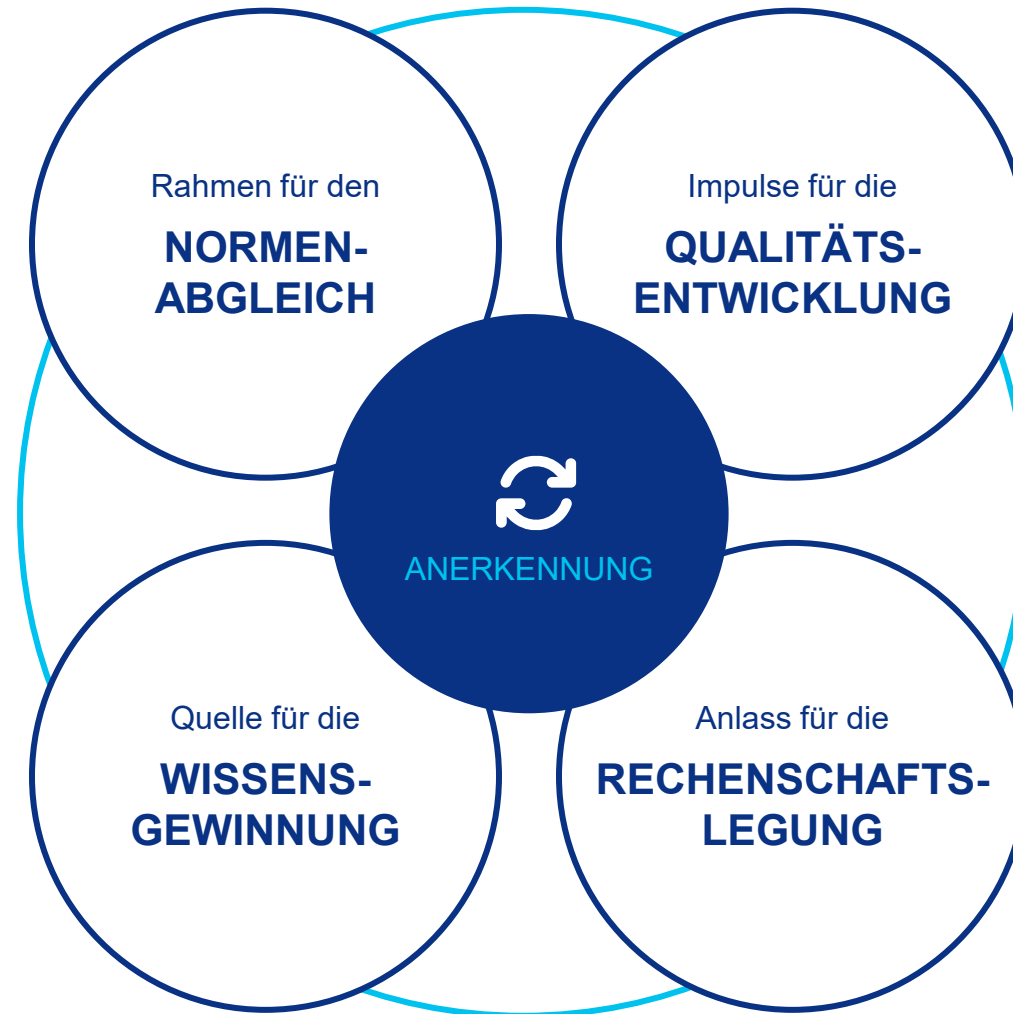 Rahmen für den
NORMEN-
ABGLEICH
Impulse für die
QUALITÄTS-
ENTWICKLUNG
ANERKENNUNG
Quelle für die
WISSENS-
GEWINNUNG
Anlass für die
RECHENSCHAFTS-
LEGUNG